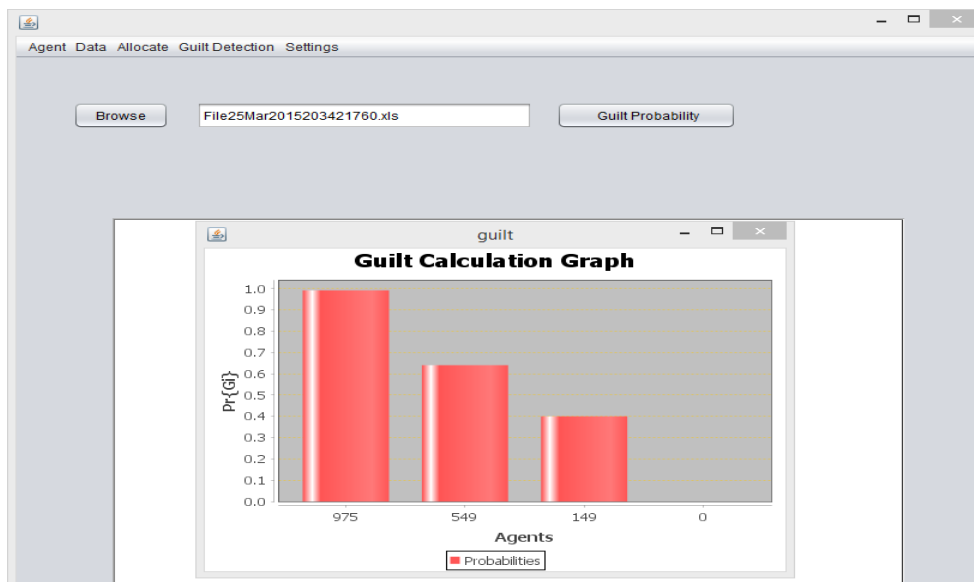 Agent Data Allocate Guilt Detection Settings
Browse File25Mar2015203421760.xls Guilt Probability
guilt
Guilt Calculation Graph
1.0
0.9
0.8
0.7
0.6
0.5
0.4
0.3
0.2
0.1
0.0
Pr{Gi}
975 549 149 0
Agents
Probabilities